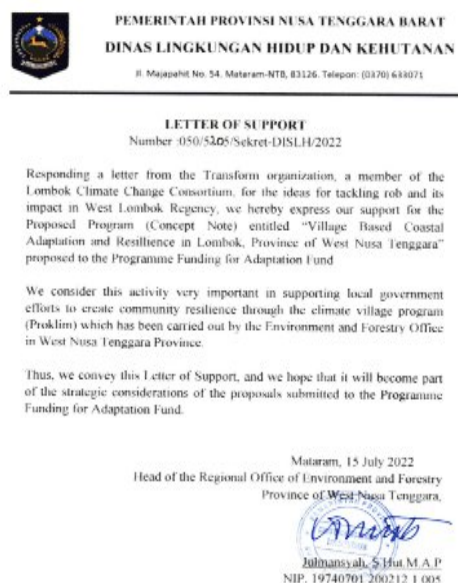 PEMERINTAH PROVINSI NUSA TENGGARA BARAT
DINAS LINGKUNGAN HIDUP DAN KEHUTANAN
Jl. Majapahit No. 54. Mataram-NTB, 83126. Telepon: (0370) 633071
LETTER OF SUPPORT
Number :050/5205/Sekret-DISLH/2022
Responding a letter from the Transform organization, a member of the
Lombok Climate Change Consortium, for the ideas for tackling rob and its
impact in West Lombok Regency, we hereby express our support for the
Proposed Program (Concept Note) entitled “Village Based Coastal
Adaptation and Resillience in Lombok, Province of West Nusa Tenggara”
proposed to the Programme Funding for Adaptation Fund
We consider this activity very important in supporting local government
efforts to create community resilience through the climate village program
(Proklim) which has been carried out by the Environment and Forestry Office
in West Nusa Tenggara Province.
Thus, we convey this Letter of Support, and we hope that it will become part
of the strategic considerations of the proposals submitted to the Programme
Funding for Adaptation Fund.
Mataram, 15 July 2022
Head of the Regional Office of Environment and Forestry
Province of West Nusa Tenggara,
Julmansyah, S.Hut.M.A.P
NIP. 19740701 200212 1 005